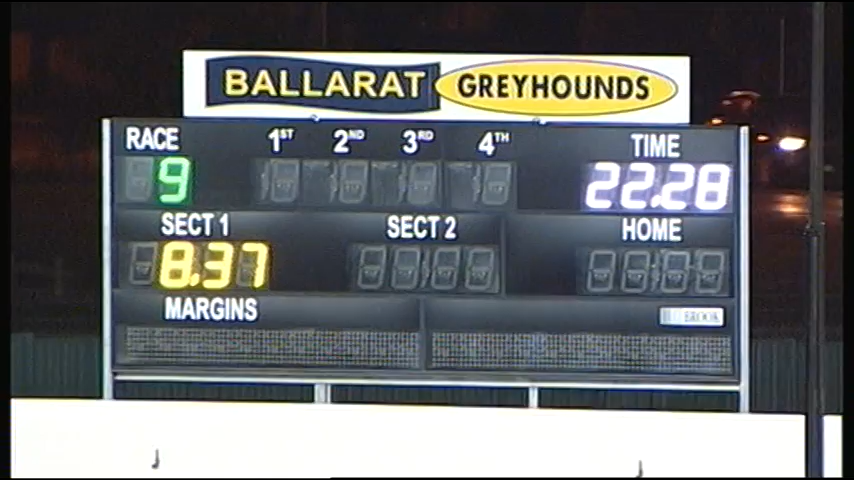 BALLARAT GREYHOUNDS
RACE 1ST 2ND 3RD 4TH TIME
9 22.28
SECT 1 SECT 2 HOME
8.37
MARGINS